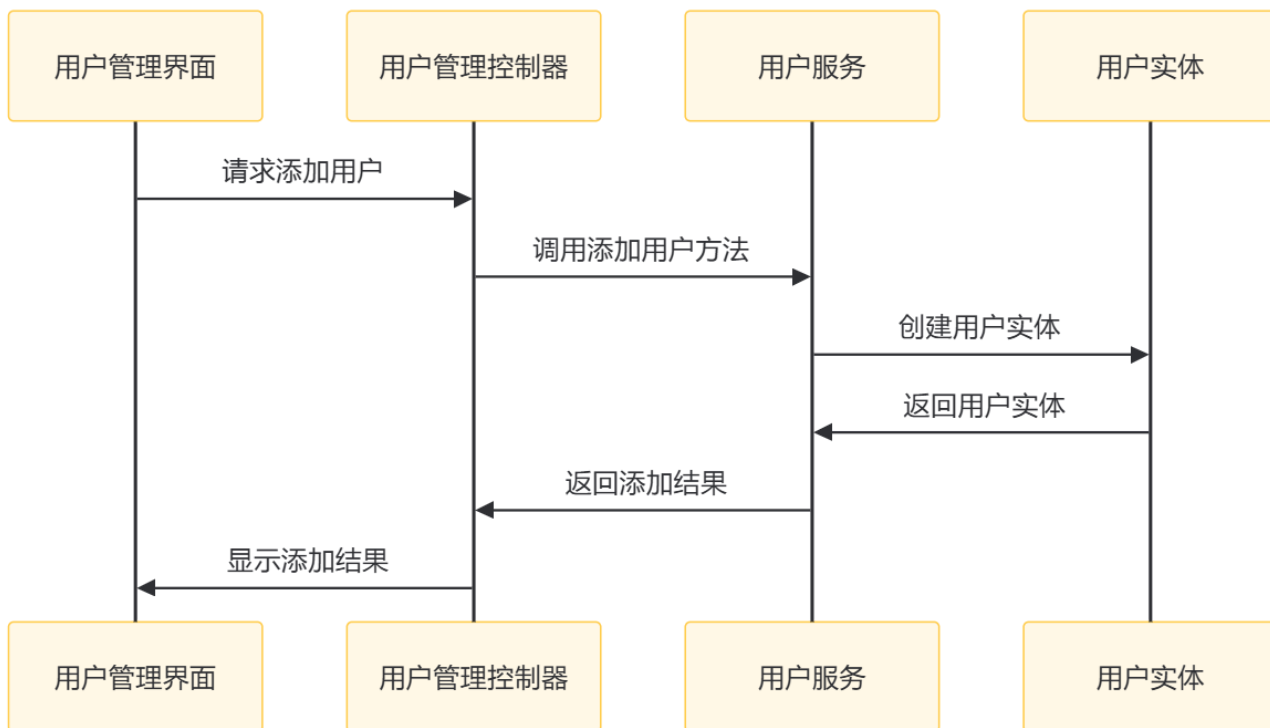 用户管理界面
用户管理控制器
用户服务
用户实体
请求添加用户
调用添加用户方法
创建用户实体
返回用户实体
返回添加结果
显示添加结果
用户管理界面
用户管理控制器
用户服务
用户实体